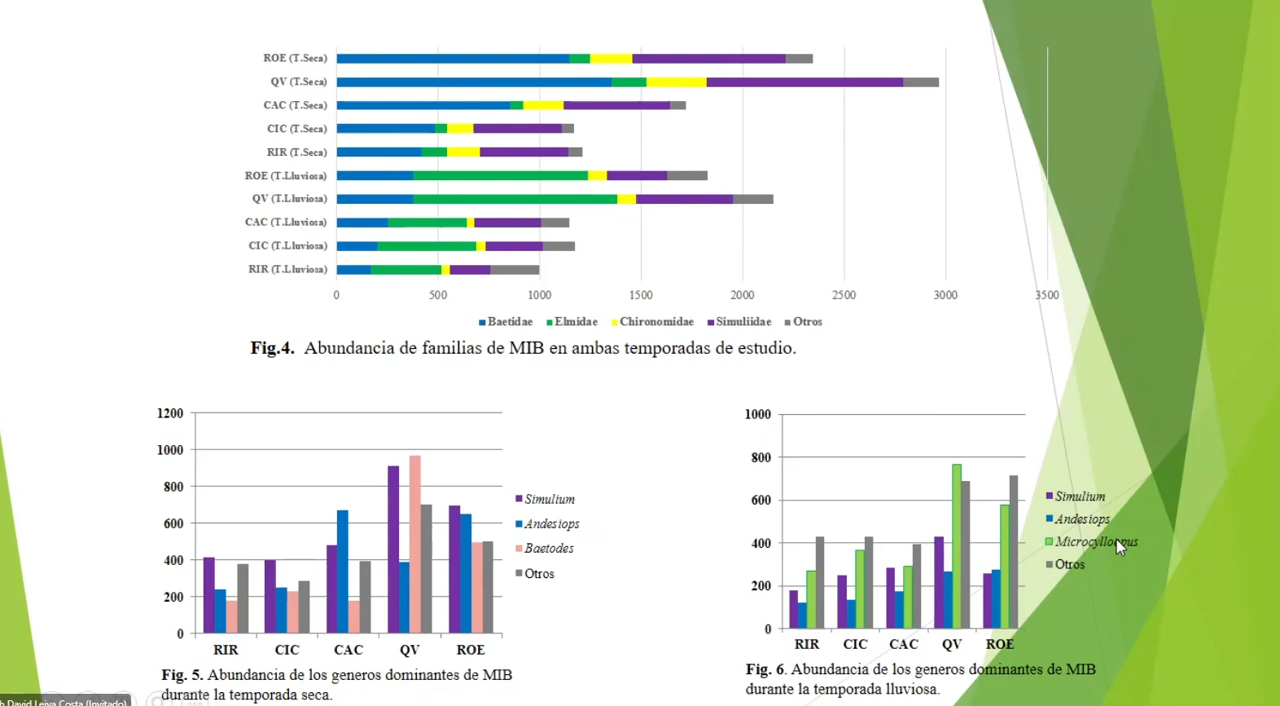 ROE (T.Seca)
QV (T.Seca)
CAC (T.Seca)
CIC (T.Seca)
RIR (T.Seca)
ROE (T.Lluviosa)
QV (T.Lluviosa)
CAC (T.Lluviosa)
CIC (T.Lluviosa)
RIR (T.Lluviosa)
0 500 1000 1500 2000 2500 3000 3500
Baetidae Elmidae Chironomidae Simuliidae Otros
Fig.4. Abundancia de familias de MIB en ambas temporadas de estudio.
1200
1000
800
600
400
200
0
RIR CIC CAC QV ROE
Simulium
Andesiops
Baetodes
Otros
Fig. 5. Abundancia de los generos dominantes de MIB
durante la temporada seca.
1000
800
600
400
200
0
RIR CIC CAC QV ROE
Simulium
Andesiops
Otros
Fig. 6. Abundancia de los generos dominantes de MIB
durante la temporada lluviosa.
David Leiva Costa (Invitado)